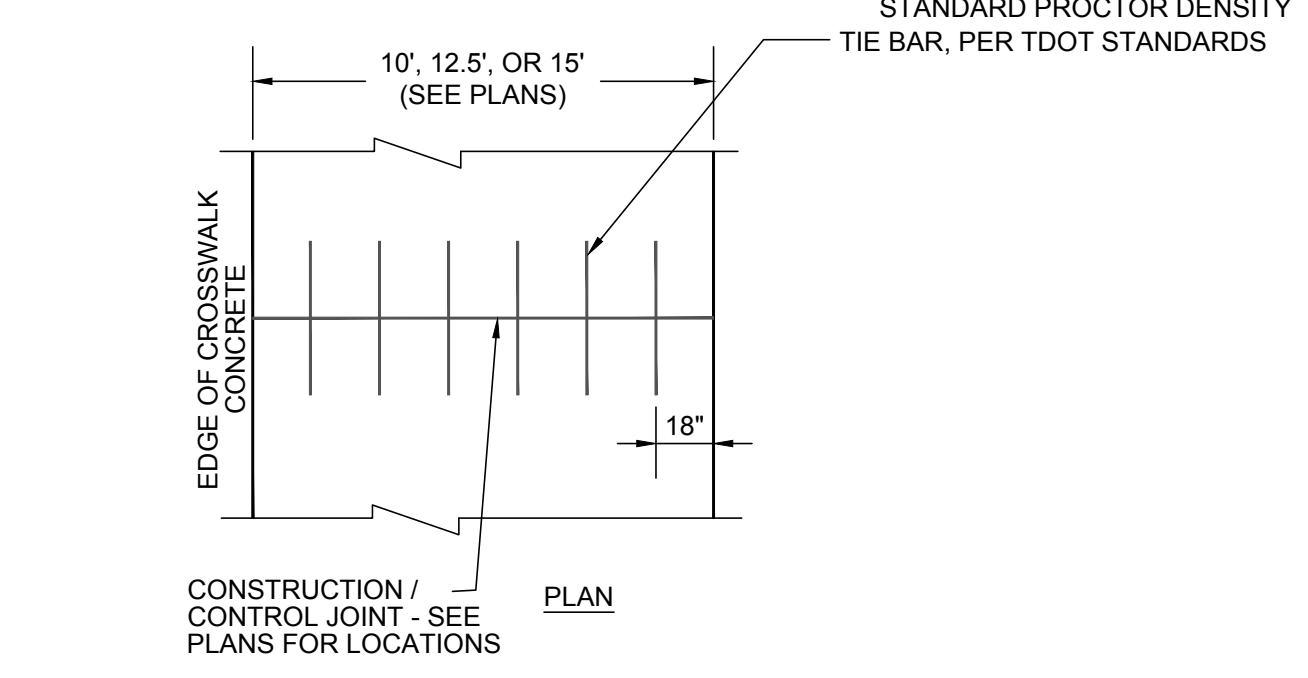 STANDARD PROCTOR DENSITY
TIE BAR, PER TDOT STANDARDS
10', 12.5', OR 15'
(SEE PLANS)
EDGE OF CROSSWALK
CONCRETE
18"
CONSTRUCTION /
CONTROL JOINT - SEE
PLANS FOR LOCATIONS
PLAN